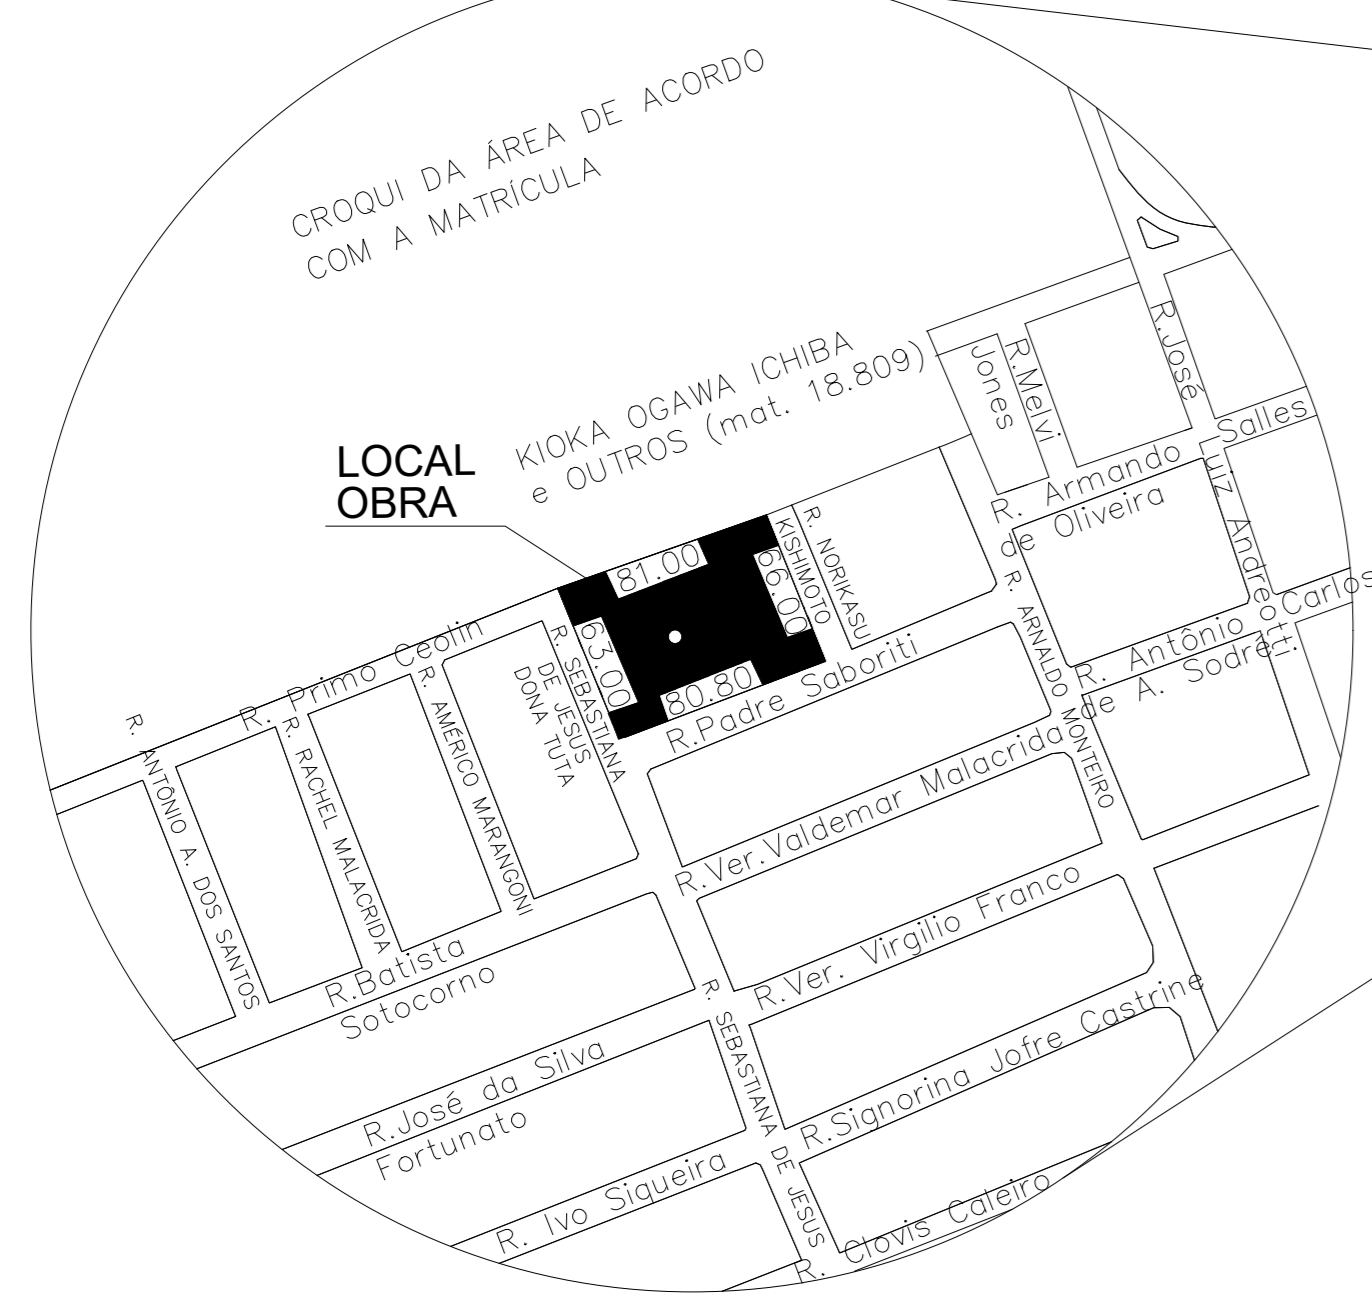 CROQUI DA ÁREA DE ACORDO
COM A MATRÍCULA
KIOKA OGAWA ICHIBA
e OUTROS (mat. 18.809)
LOCAL
OBRA
81.00
66.00
63.00
80.80
R. NORIKASU
KISHIMOTO
R. SEBASTIANA
DE JESUS
DONA TUTA
R. Primo Ceolin
R. ANTÔNIO A. DOS SANTOS
R. RACHEL MALACRIDA
R. AMÉRICO MARANGONI
R.Melvi
Jones
R.José
Luiz Andreotti
R. Armando Salles
de Oliveira
R. ARNALDO MONTEIRO
R. Antônio Carlos
de A. Sodré
R.Padre Saboriti
R.Ver.Valdemar Malacrida
R.Ver. Virgilio Franco
R.Batista
Sotocorno
R.José da Silva
Fortunato
R. SEBASTIANA DE JESUS
R.Signorina Jofre Castrine
R. Ivo Siqueira
R. Clovis Caleiro